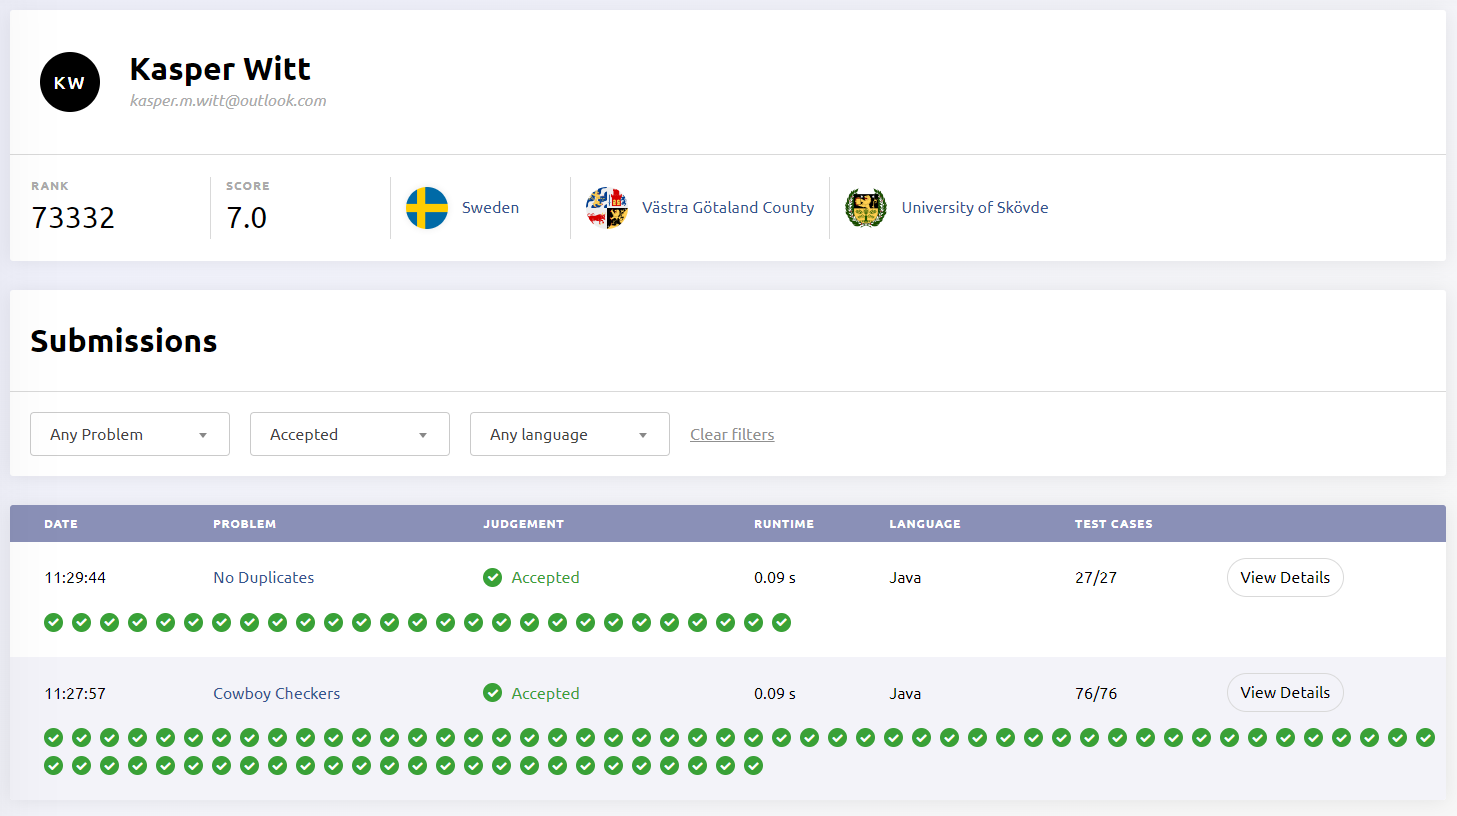 KW
Kasper Witt
kasper.m.witt@outlook.com
RANK
73332
SCORE
7.0
Sweden
Västra Götaland County
University of Skövde
Submissions
Any Problem
Accepted
Any language
Clear filters
DATE PROBLEM JUDGEMENT RUNTIME LANGUAGE TEST CASES
11:29:44 No Duplicates Accepted 0.09 s Java 27/27 View Details
11:27:57 Cowboy Checkers Accepted 0.09 s Java 76/76 View Details